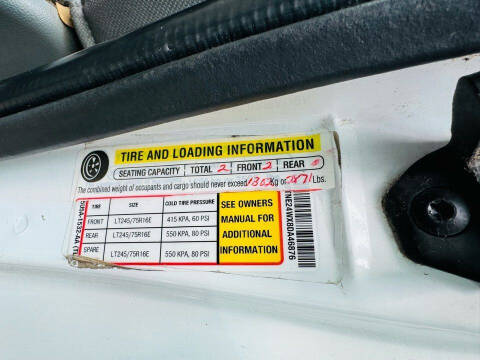 TIRE AND LOADING INFORMATION
SEATING CAPACITY TOTAL 2 FRONT 2 REAR
The combined weight of occupants and cargo should never exceed Kg or Lbs.
TIRE SIZE COLD TIRE PRESSURE
FRONT LT245/75R16E 415 KPA, 60 PSI
REAR LT245/75R16E 550 KPA, 80 PSI
SPARE LT245/75R16E 550 KPA, 80 PSI
SEE OWNERS
MANUAL FOR
ADDITIONAL
INFORMATION